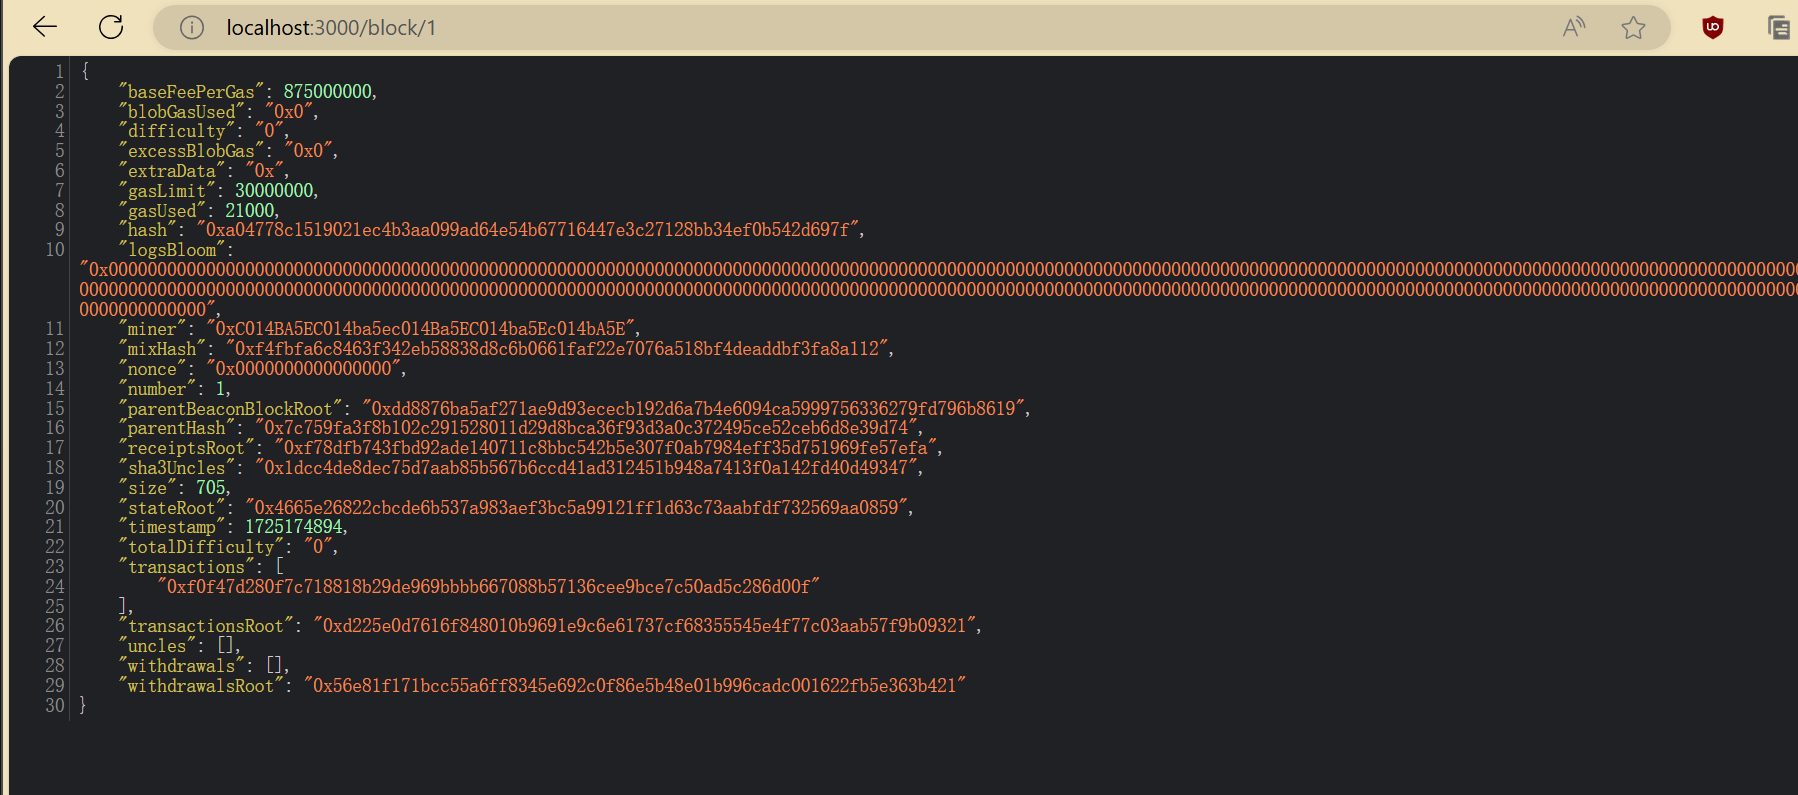 localhost:3000/block/1
1 {
2 "baseFeePerGas": 875000000,
3 "blobGasUsed": "0x0",
4 "difficulty": "0",
5 "excessBlobGas": "0x0",
6 "extraData": "0x",
7 "gasLimit": 30000000,
8 "gasUsed": 21000,
9 "hash": "0xa04778c1519021ec4b3aa099ad64e54b67716447e3c27128bb34ef0b542d697f",
10 "logsBloom":
0000000000000",
11 "miner": "0xC014BA5EC014ba5ec014Ba5EC014ba5Ec014bA5E",
12 "mixHash": "0xf4fbfa6c8463f342eb58838d8c6b0661faf22e7076a518bf4deaddbf3fa8a112",
13 "nonce": "0x0000000000000000",
14 "number": 1,
15 "parentBeaconBlockRoot": "0xdd8876ba5af271ae9d93ececb192d6a7b4e6094ca5999756336279fd796b8619",
16 "parentHash": "0x7c759fa3f8b102c291528011d29d8bca36f93d3a0c372495ce52ceb6d8e39d74",
17 "receiptsRoot": "0xf78dfb743fbd92ade140711c8bbc542b5e307f0ab7984eff35d751969fe57efa",
18 "sha3Uncles": "0x1dcc4de8dec75d7aab85b567b6ccd41ad312451b948a7413f0a142fd40d49347",
19 "size": 705,
20 "stateRoot": "0x4665e26822cbcde6b537a983aef3bc5a99121ff1d63c73aabfdf732569aa0859",
21 "timestamp": 1725174894,
22 "totalDifficulty": "0",
23 "transactions": [
24 "0xf0f47d280f7c718818b29de969bbbb667088b57136cee9bce7c50ad5c286d00f"
25 ],
26 "transactionsRoot": "0xd225e0d7616f848010b9691e9c6e61737cf68355545e4f77c03aab57f9b09321",
27 "uncles": [],
28 "withdrawals": [],
29 "withdrawalsRoot": "0x56e81f171bcc55a6ff8345e692c0f86e5b48e01b996cadc001622fb5e363b421"
30 }